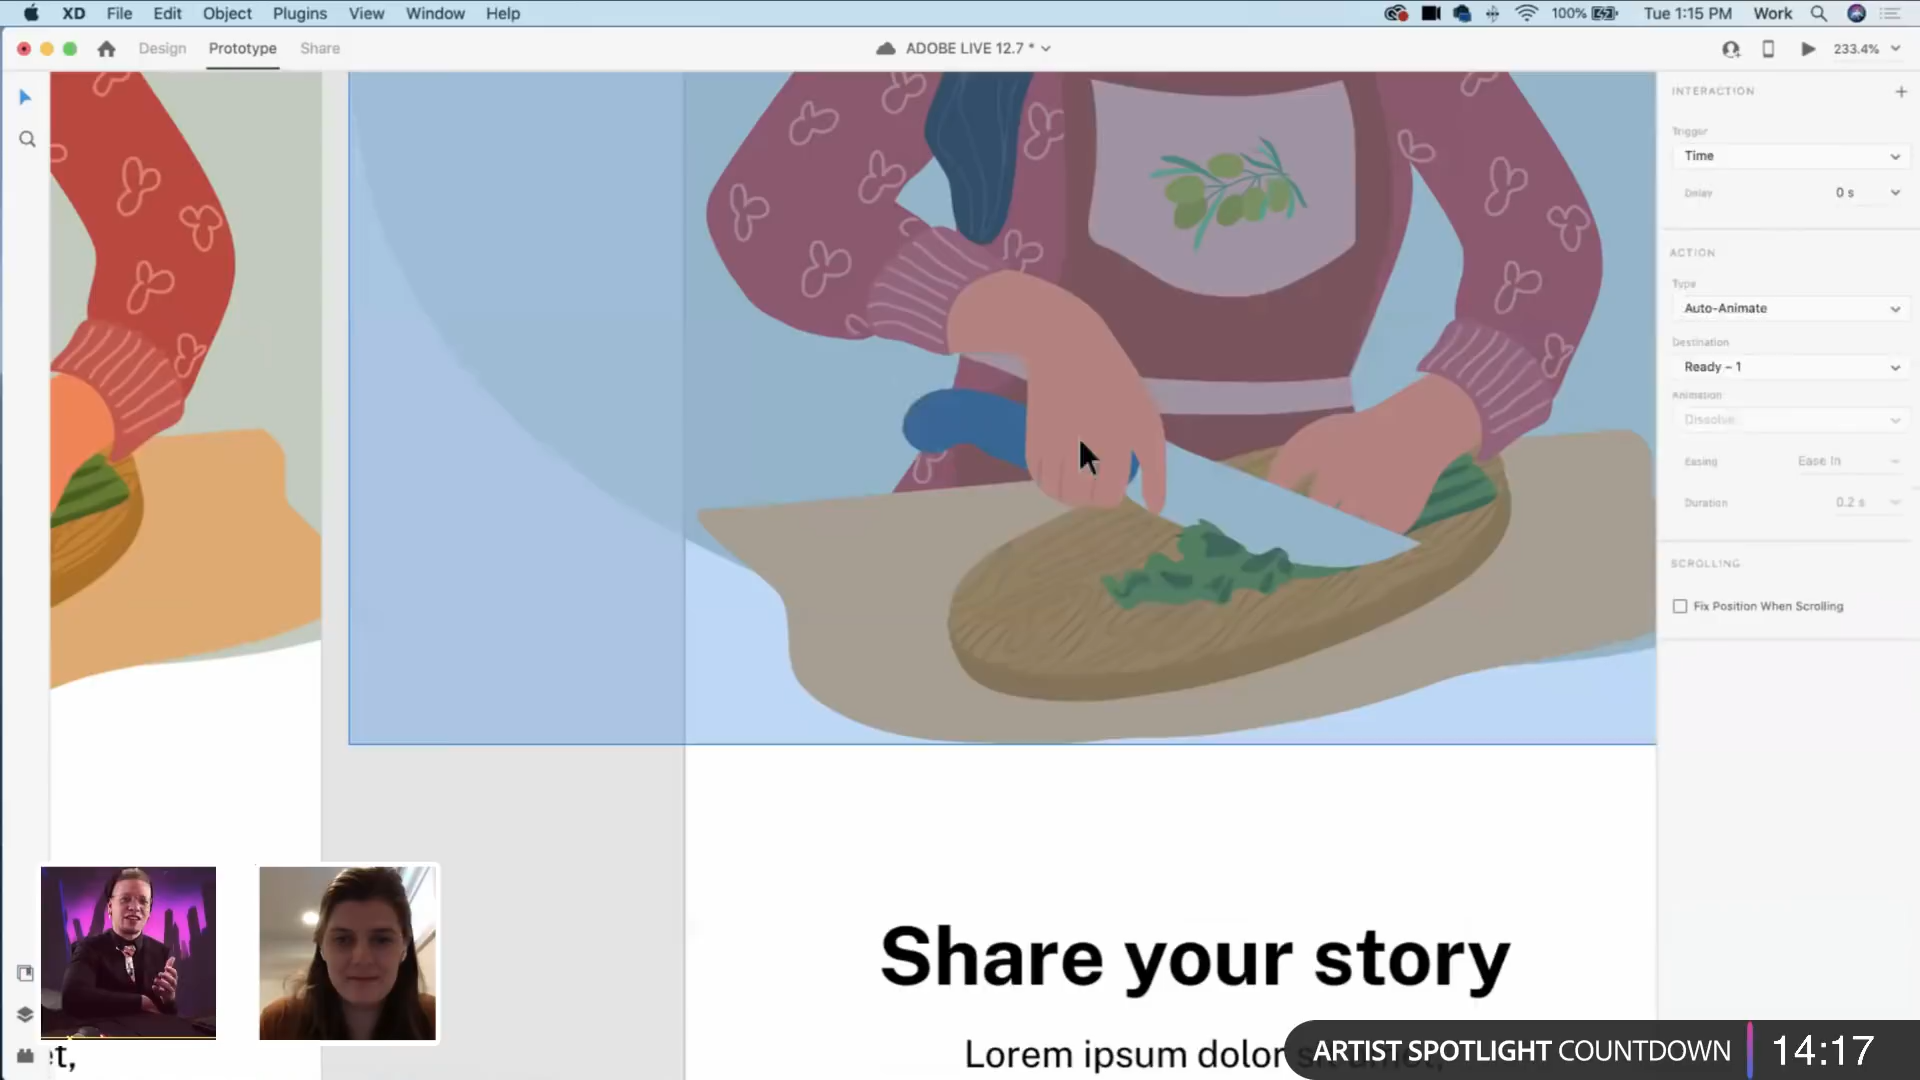 XD File Edit Object Plugins View Window Help
100%
Tue 1:15 PM Work
Design Prototype Share
ADOBE LIVE 12.7 *
233.4%
INTERACTION
Trigger
Time
Delay 0 s
ACTION
Type
Auto-Animate
Destination
Ready – 1
Animation
Dissolve
Easing Ease In
Duration 0.2 s
SCROLLING
Fix Position When Scrolling
Share your story
Lorem ipsum dolor
et,
ARTIST SPOTLIGHT COUNTDOWN 14:17